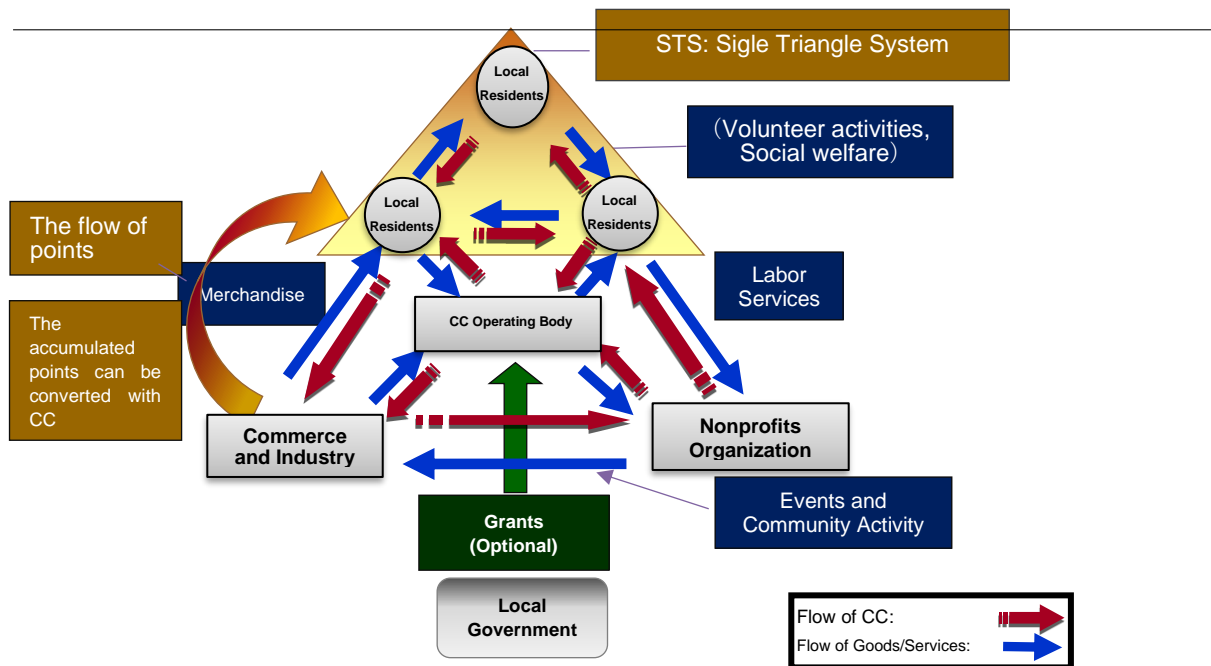 STS: Sigle Triangle System
Local
Residents
(Volunteer activities,
Social welfare)
Local
Residents
Local
Residents
The flow of
points
Merchandise
Labor
Services
CC Operating Body
The
accumulated
points can be
converted with
CC
Commerce
and Industry
Nonprofits
Organization
Events and
Community Activity
Grants
(Optional)
Local
Government
Flow of CC:
Flow of Goods/Services: